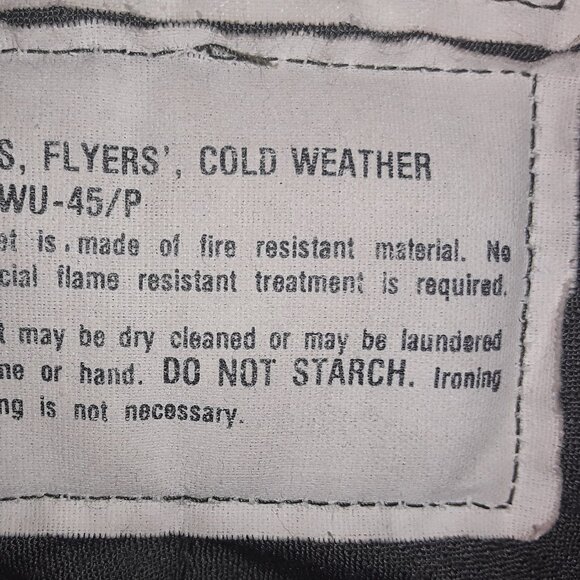 S, FLYERS', COLD WEATHER
WU-45/P
et is made of fire resistant material. No
cial flame resistant treatment is required.
t may be dry cleaned or may be laundered
ne or hand. DO NOT STARCH. Ironing
ng is not necessary.